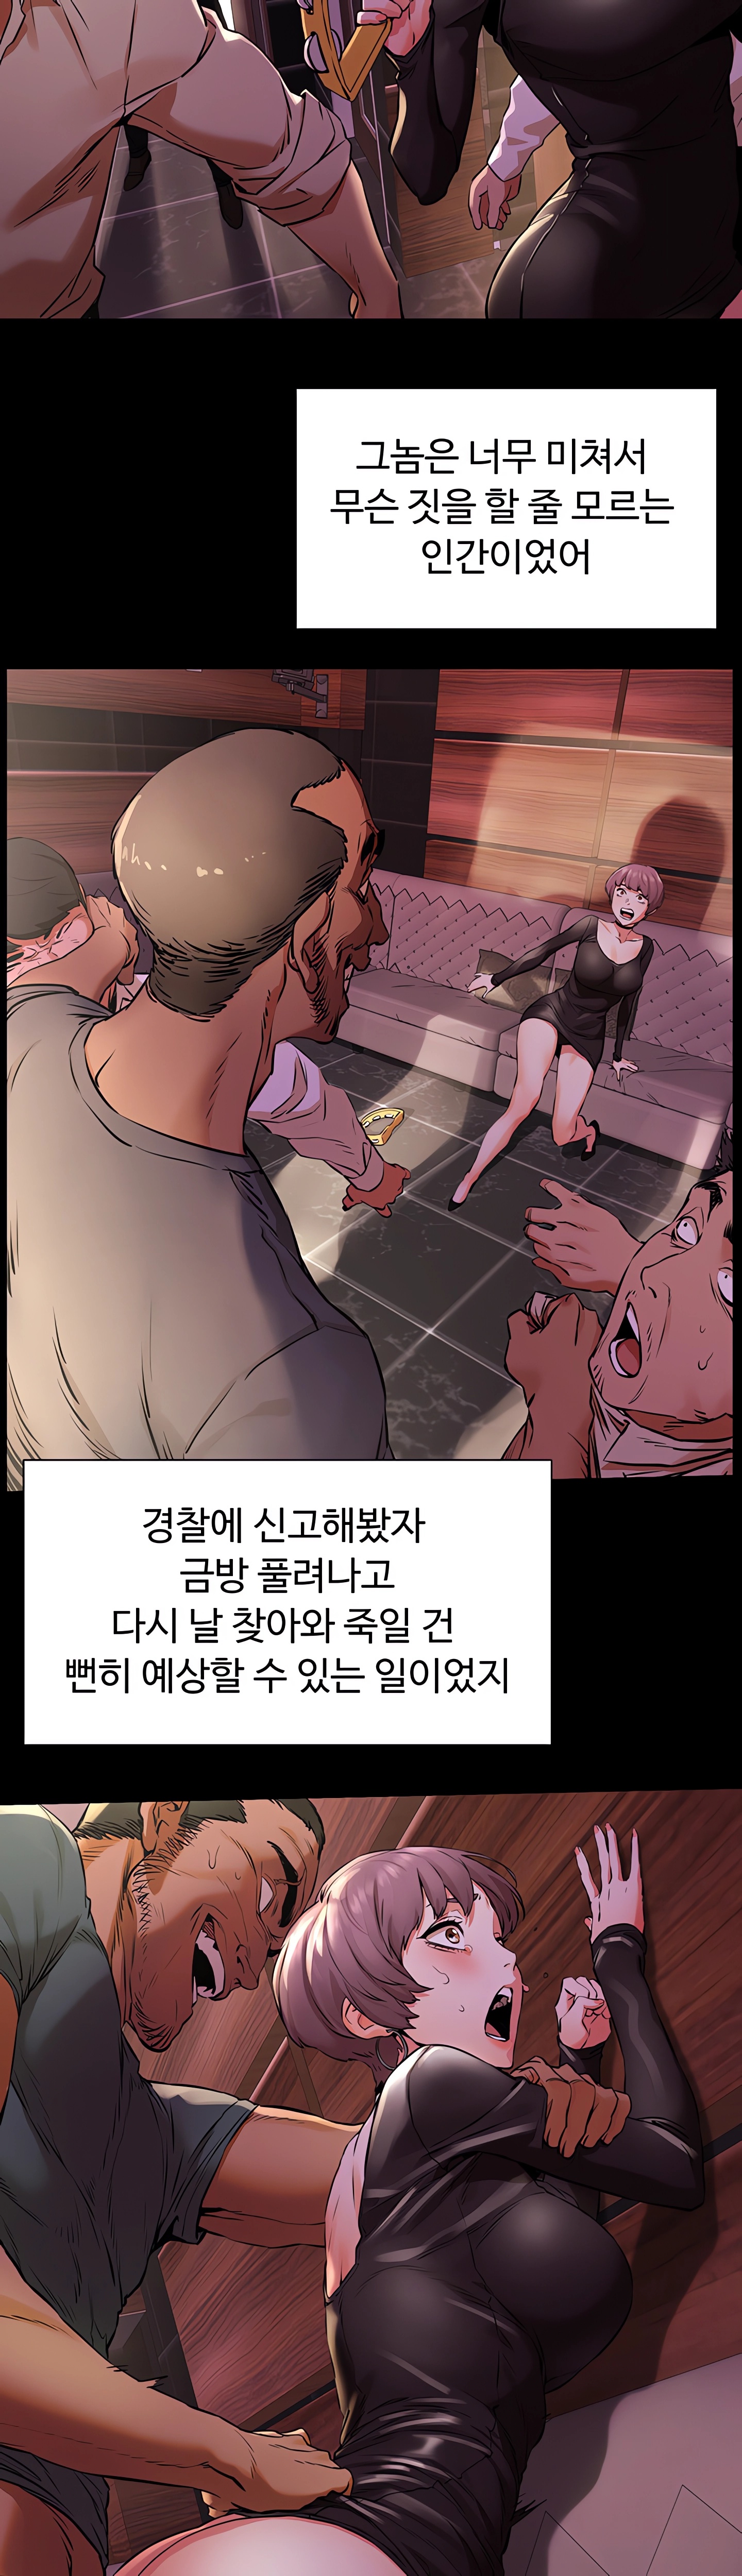 그놈은 너무 미쳐서
무슨 짓을 할 줄 모르는
인간이었어
경찰에 신고해봤자
금방 풀려나고
다시 날 찾아와 죽일 건
뻔히 예상할 수 있는 일이었지